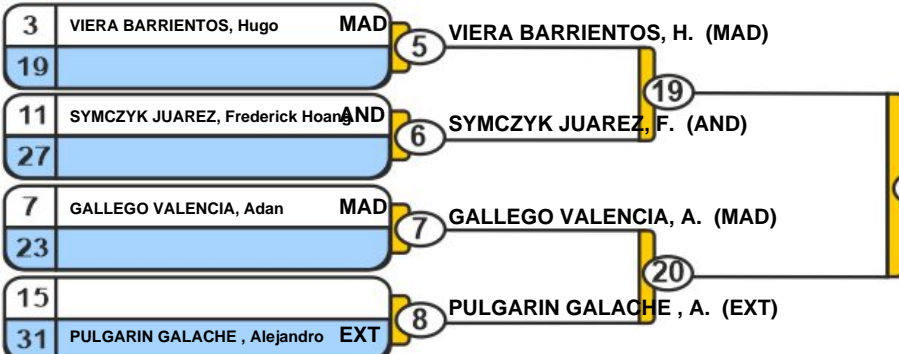 3 VIERA BARRIENTOS, Hugo MAD
19
5 VIERA BARRIENTOS, H. (MAD)
11 SYMCZYK JUAREZ, Frederick Hoang AND
27
6 SYMCZYK JUAREZ, F. (AND)
19
7 GALLEGO VALENCIA, Adan MAD
23
7 GALLEGO VALENCIA, A. (MAD)
15
31 PULGARIN GALACHE , Alejandro EXT
8 PULGARIN GALACHE , A. (EXT)
20